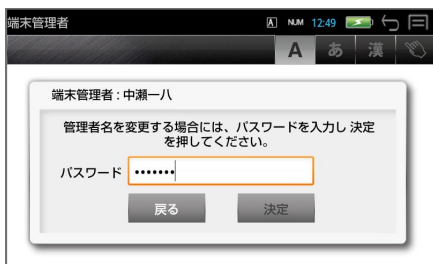 端末管理者 A NUM 12:49
A あ 漢
端末管理者 : 中瀬一八
管理者名を変更する場合には、パスワードを入力し 決定
を押してください。
パスワード •••••••
戻る 決定